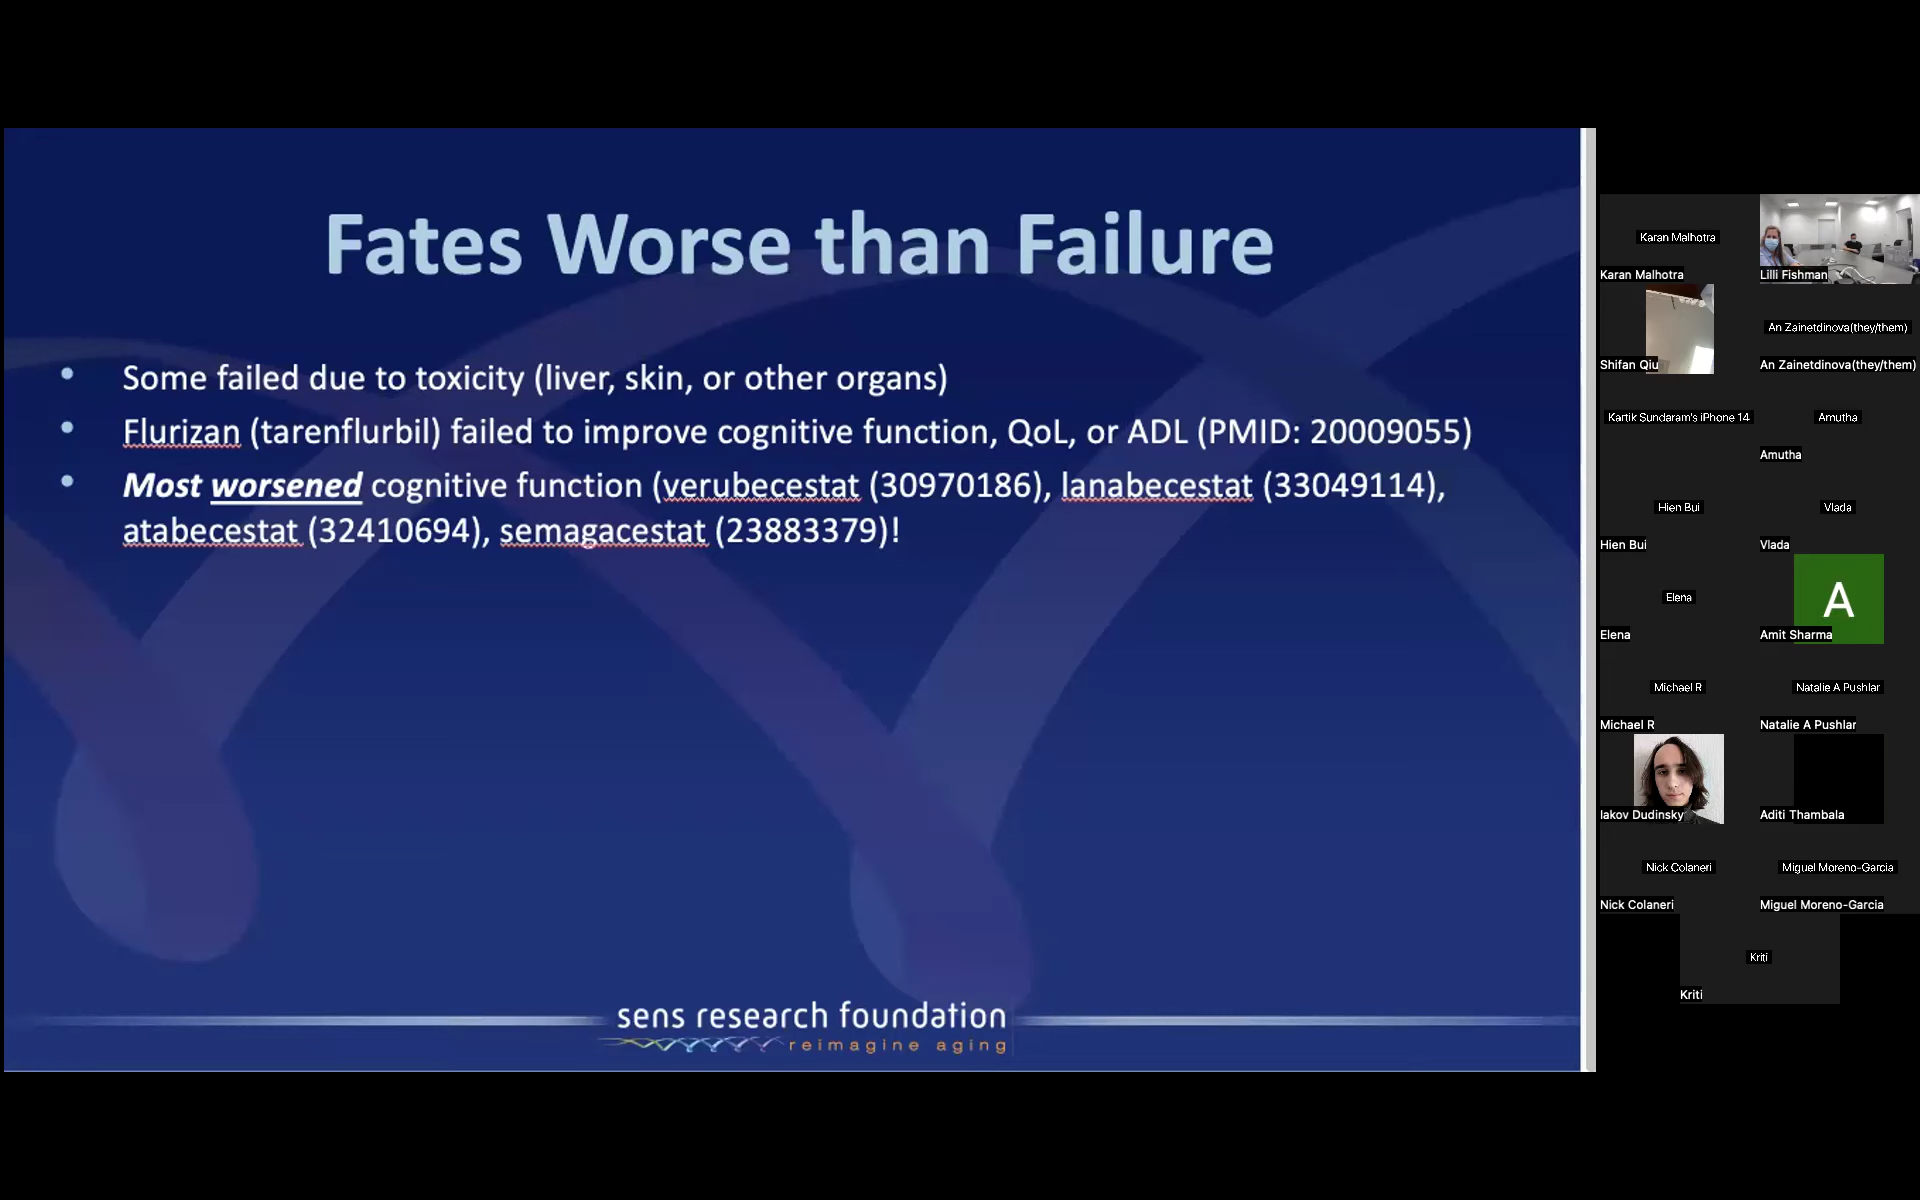 Fates Worse than Failure
• Some failed due to toxicity (liver, skin, or other organs)
• Flurizan (tarenflurbil) failed to improve cognitive function, QoL, or ADL (PMID: 20009055)
• Most worsened cognitive function (verubecestat (30970186), lanabecestat (33049114),
atabecestat (32410694), semagacestat (23883379)!
sens research foundation
reimagine aging
Karan Malhotra
Karan Malhotra
Lilli Fishman
Shifan Qiu
An Zainetdinova(they/them)
An Zainetdinova(they/them)
Kartik Sundaram's iPhone 14
Amutha
Amutha
Hien Bui
Hien Bui
Vlada
Vlada
Elena
Elena
A
Amit Sharma
Michael R
Michael R
Natalie A Pushlar
Natalie A Pushlar
Iakov Dudinsky
Aditi Thambala
Nick Colaneri
Nick Colaneri
Miguel Moreno-Garcia
Miguel Moreno-Garcia
Kriti
Kriti